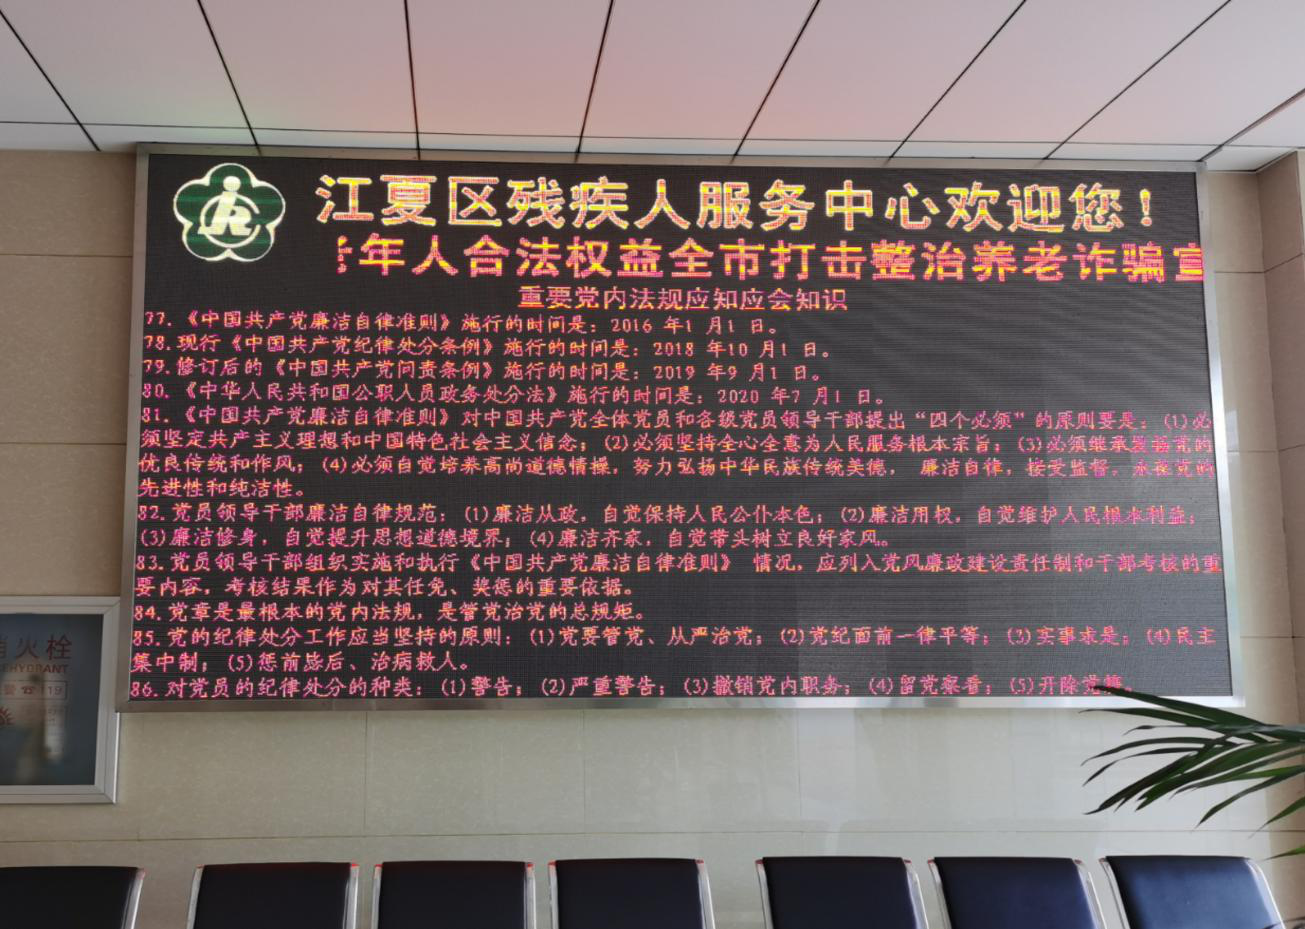 江夏区残疾人服务中心欢迎您！
年人合法权益全市打击整治养老诈骗宣
重要党内法规应知应会知识
77.《中国共产党廉洁自律准则》施行的时间是：2016 年1 月1 日。
78.现行《中国共产党纪律处分条例》施行的时间是：2018 年10 月1 日。
79.修订后的《中国共产党问责条例》施行的时间是：2019 年9 月1 日。
80.《中华人民共和国公职人员政务处分法》施行的时间是：2020 年7 月1 日。
81.《中国共产党廉洁自律准则》对中国共产党全体党员和各级党员领导干部提出“四个必须”的原则要是：(1)必
须坚定共产主义理想和中国特色社会主义信念；(2)必须坚持全心全意为人民服务根本宗旨；(3)必须继承发扬党的
优良传统和作风；(4)必须自觉培养高尚道德情操，努力弘扬中华民族传统美德， 廉洁自律，接受监督，永葆党的
先进性和纯洁性。
82.党员领导干部廉洁自律规范：(1)廉洁从政，自觉保持人民公仆本色；(2)廉洁用权，自觉维护人民根本利益；
(3)廉洁修身，自觉提升思想道德境界；(4)廉洁齐家，自觉带头树立良好家风。
83.党员领导干部组织实施和执行《中国共产党廉洁自律准则》 情况，应列入党风廉政建设责任制和干部考核的重
要内容，考核结果作为对其任免、奖惩的重要依据。
84.党章是最根本的党内法规，是管党治党的总规矩。
85.党的纪律处分工作应当坚持的原则：(1)党要管党、从严治党；(2)党纪面前一律平等；(3)实事求是；(4)民主
集中制；(5)惩前毖后、治病救人。
86.对党员的纪律处分的种类：(1)警告；(2)严重警告；(3)撤销党内职务；(4)留党察看；(5)开除党籍。
消火栓
HYDRANT
119